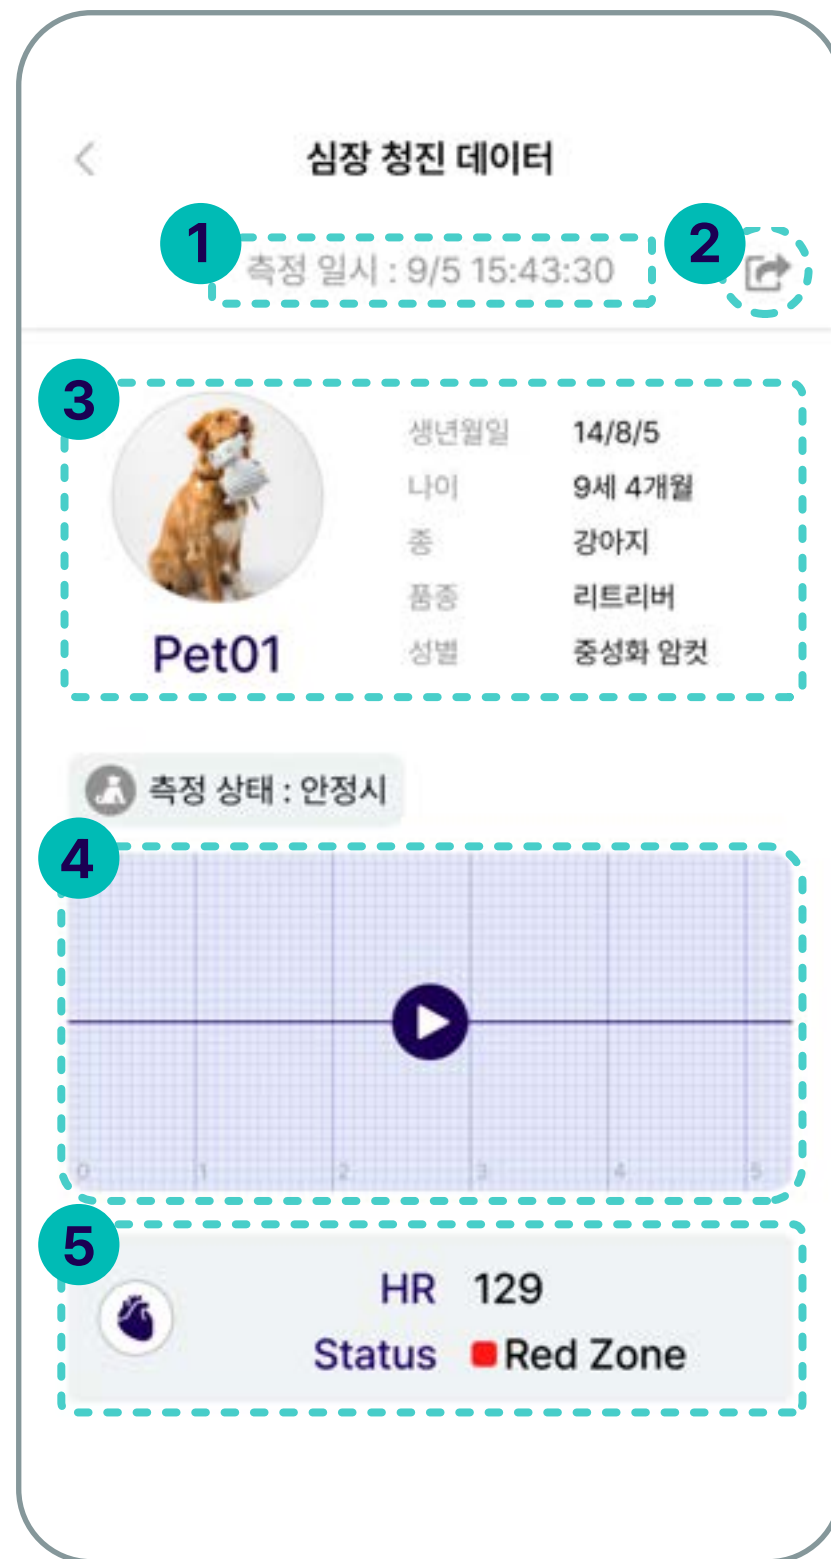 심장 청진 데이터
1
측정 일시 : 9/5 15:43:30
2
3
Pet01
생년월일 14/8/5
나이 9세 4개월
종 강아지
품종 리트리버
성별 중성화 암컷
측정 상태 : 안정시
4
0 1 2 3 4 5
5
HR 129
Status Red Zone